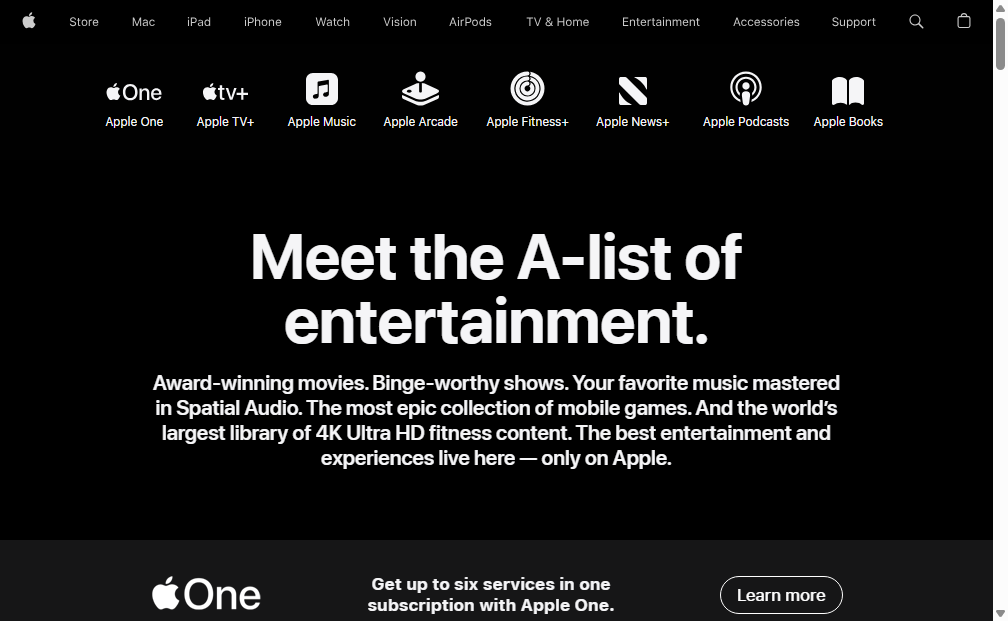 Store Mac iPad iPhone Watch Vision AirPods TV & Home Entertainment Accessories Support
One tv+
Apple One Apple TV+ Apple Music Apple Arcade Apple Fitness+ Apple News+ Apple Podcasts Apple Books
Meet the A-list of
entertainment.
Award-winning movies. Binge-worthy shows. Your favorite music mastered
in Spatial Audio. The most epic collection of mobile games. And the world’s
largest library of 4K Ultra HD fitness content. The best entertainment and
experiences live here — only on Apple.
One
Get up to six services in one
subscription with Apple One.
Learn more